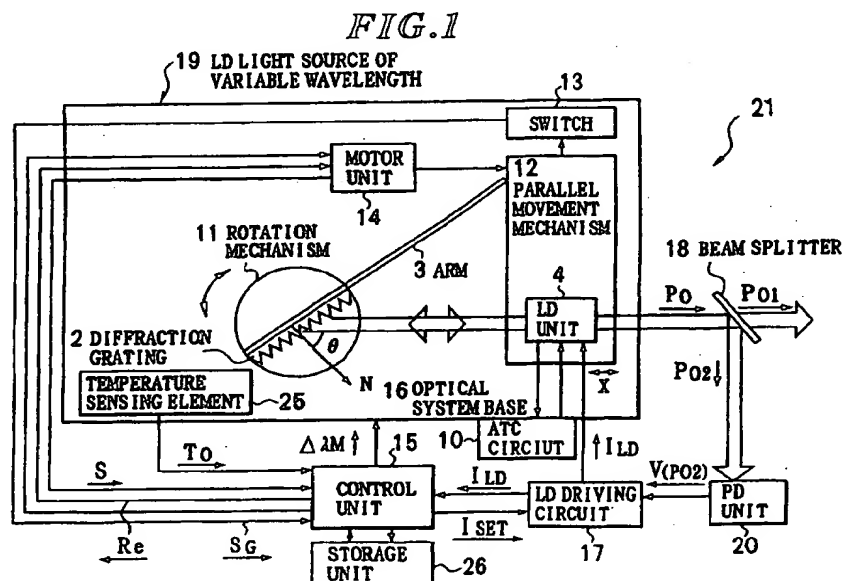 FIG.1
19 LD LIGHT SOURCE OF
VARIABLE WAVELENGTH
13
SWITCH
21
MOTOR
UNIT
14
12
PARALLEL
MOVEMENT
MECHANISM
11 ROTATION
MECHANISM
3 ARM
18 BEAM SPLITTER
4
LD
UNIT
PO
PO1
2 DIFFRACTION
GRATING
θ
N
X
PO2
TEMPERATURE
SENSING ELEMENT
25
16 OPTICAL
SYSTEM BASE
10
ATC
CIRCIUT
ILD
TO
ΔλM
15
S
CONTROL
UNIT
ILD
LD DRIVING
CIRCUIT
17
V(PO2)
PD
UNIT
20
Re
SG
ISET
STORAGE
UNIT
26